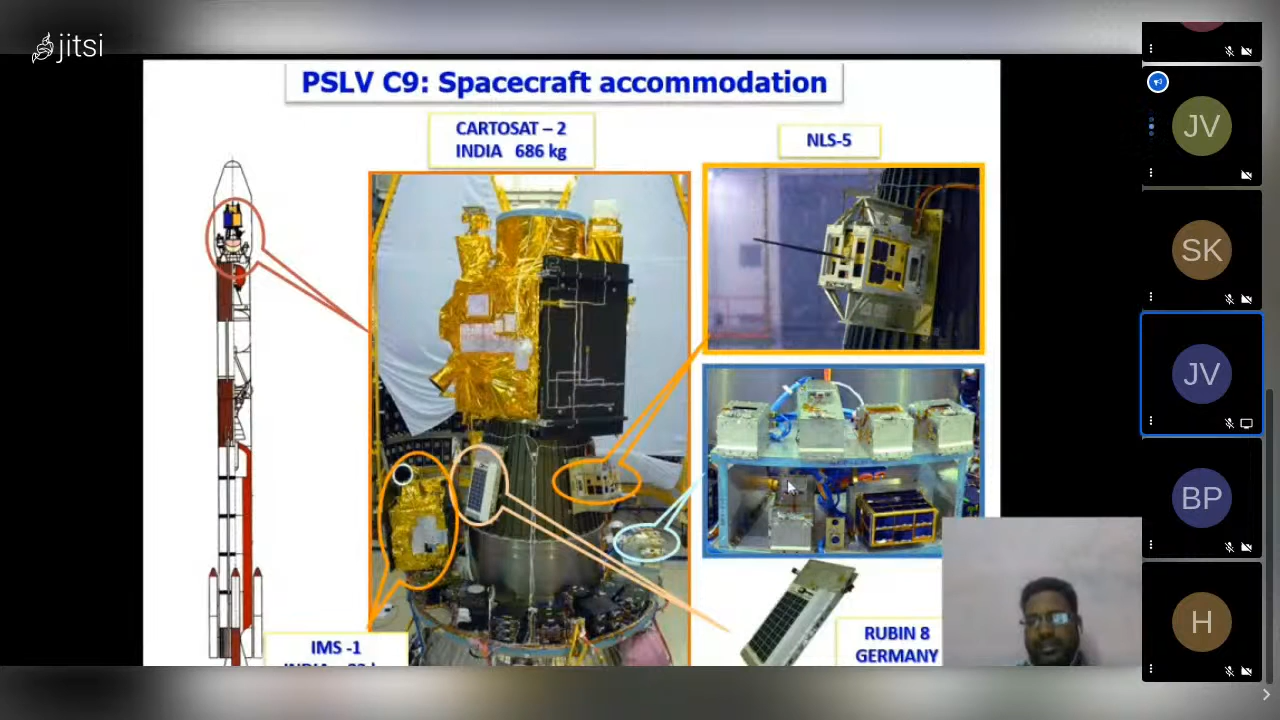 jitsi
PSLV C9: Spacecraft accommodation
CARTOSAT – 2
INDIA 686 kg
NLS-5
IMS -1
RUBIN 8
GERMANY
JV
SK
JV
BP
H